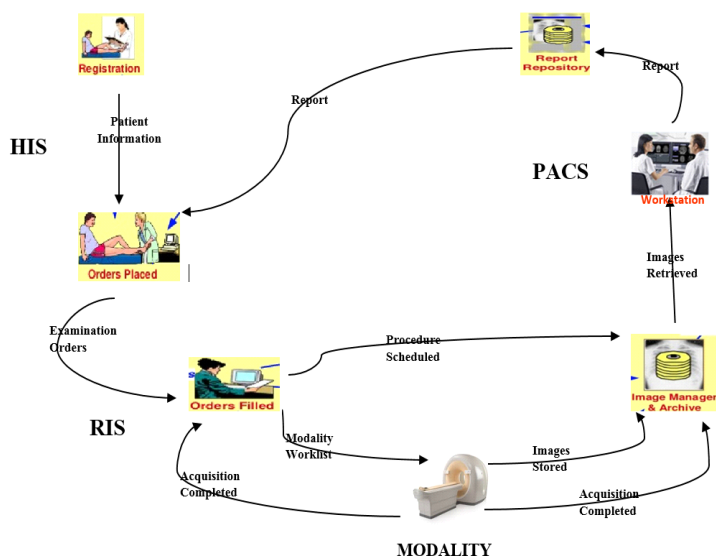 Registration
Report
Repository
Report
Report
Patient
Information
HIS
PACS
Workstation
Orders Placed
Images
Retrieved
Examination
Orders
Procedure
Scheduled
Orders Filled
Image Manager
& Archive
RIS
Modality
Worklist
Images
Stored
Acquisition
Completed
Acquisition
Completed
MODALITY